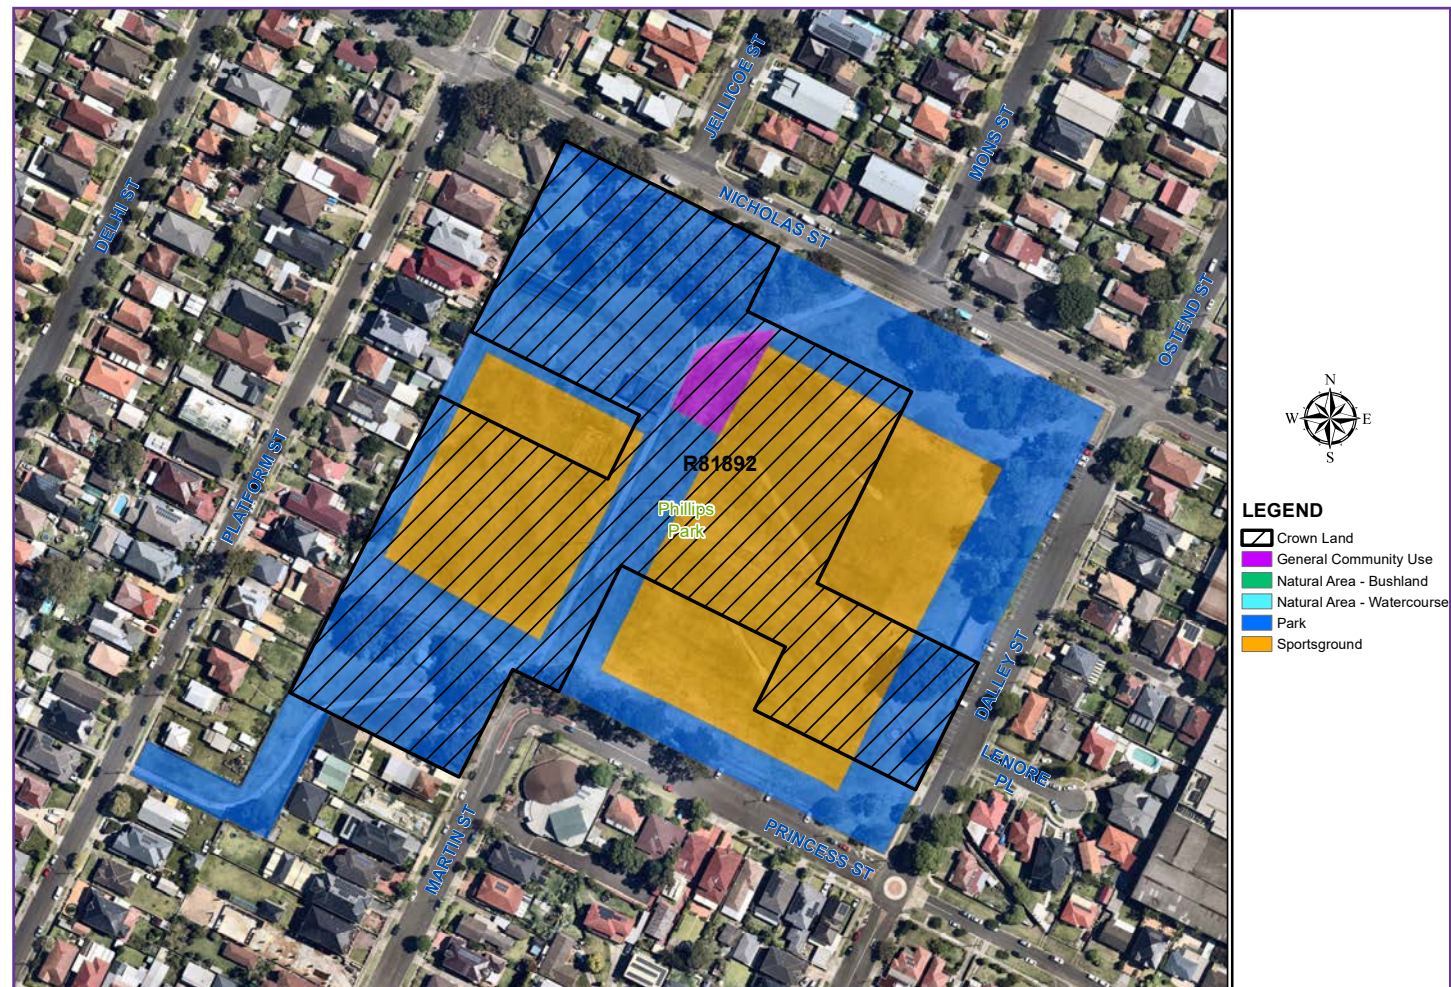 JELLICOE ST
MONS ST
NICHOLAS ST
DELHI ST
OSTEND ST
PLATFORM ST
R81892
Phillips
Park
DALLEY ST
LENORE
PL
MARTIN ST
PRINCESS ST
N
W E
S
LEGEND
Crown Land
General Community Use
Natural Area - Bushland
Natural Area - Watercourse
Park
Sportsground